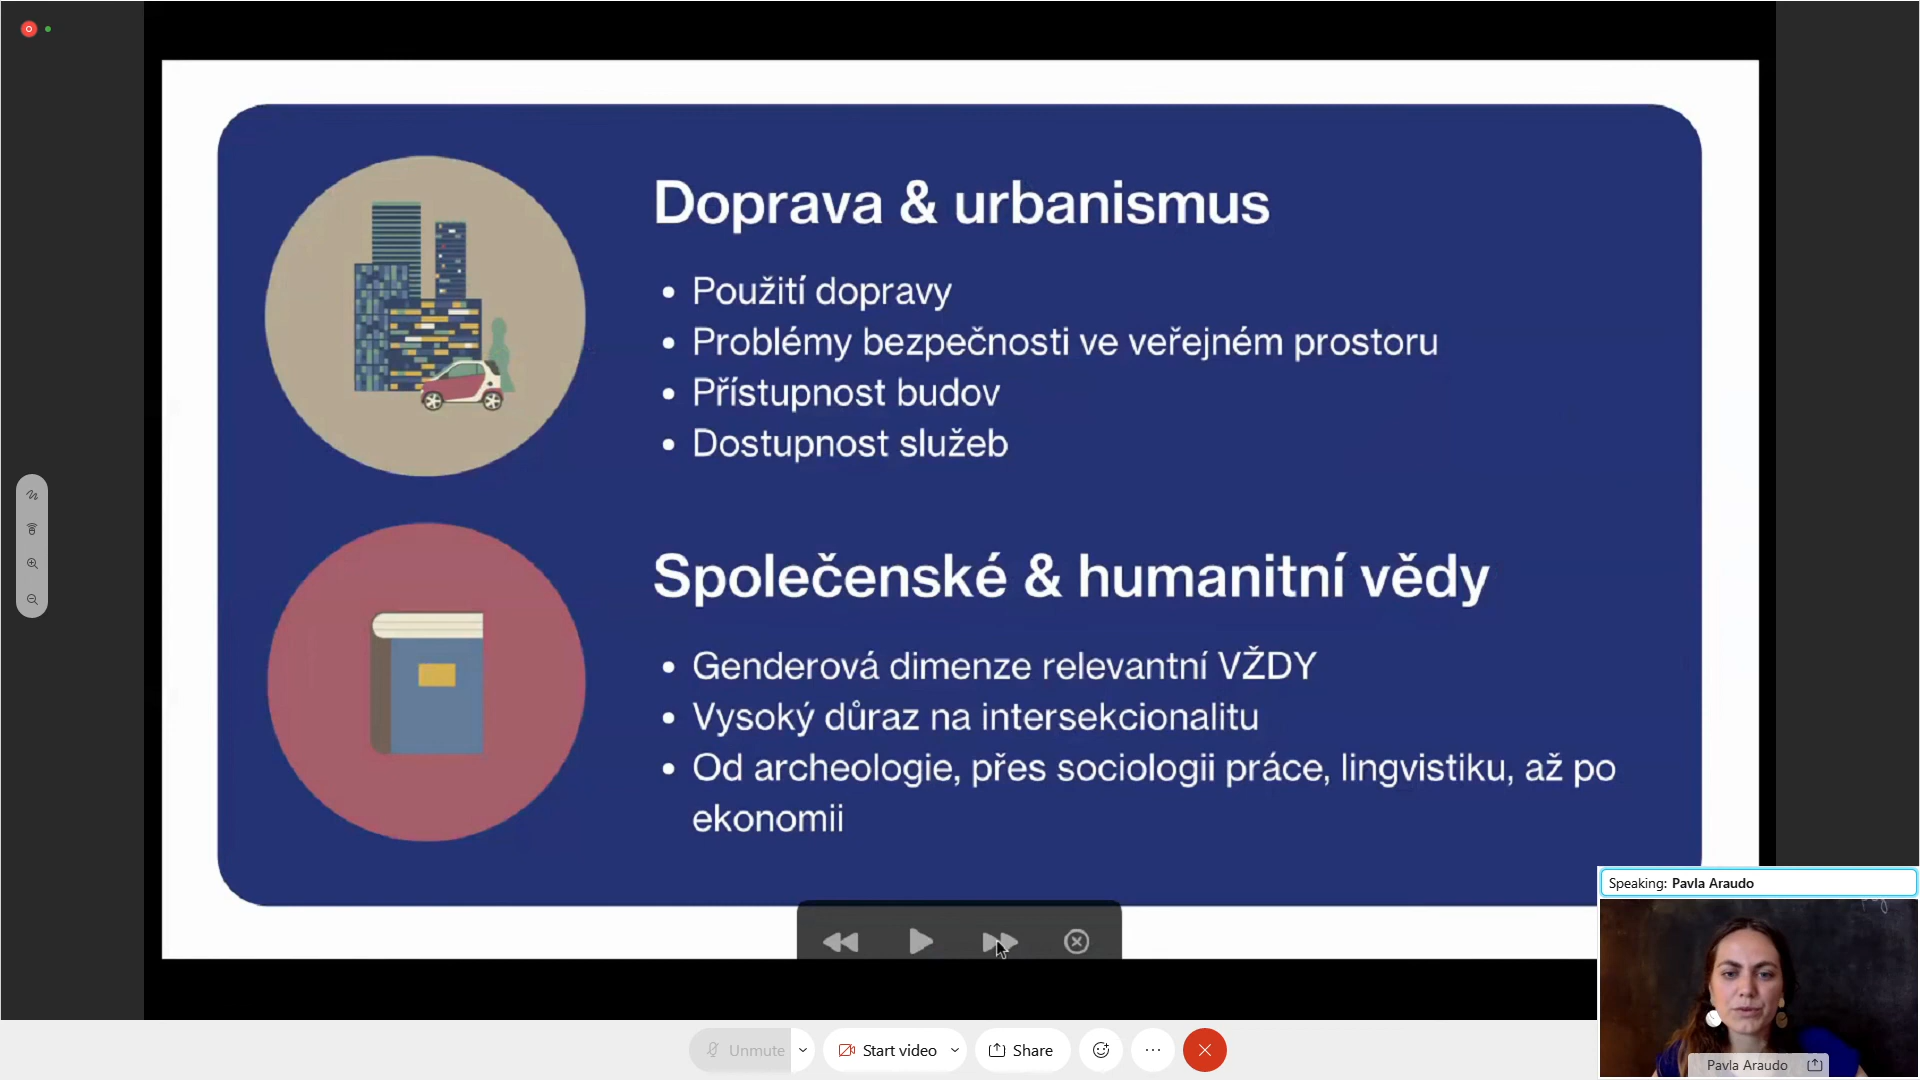 Doprava & urbanismus
• Použití dopravy
• Problémy bezpečnosti ve veřejném prostoru
• Přístupnost budov
• Dostupnost služeb
Společenské & humanitní vědy
• Genderová dimenze relevantní VŽDY
• Vysoký důraz na intersekcionalitu
• Od archeologie, přes sociologii práce, lingvistiku, až po
ekonomii
Speaking: Pavla Araudo
Pavla Araudo
Unmute
Start video
Share